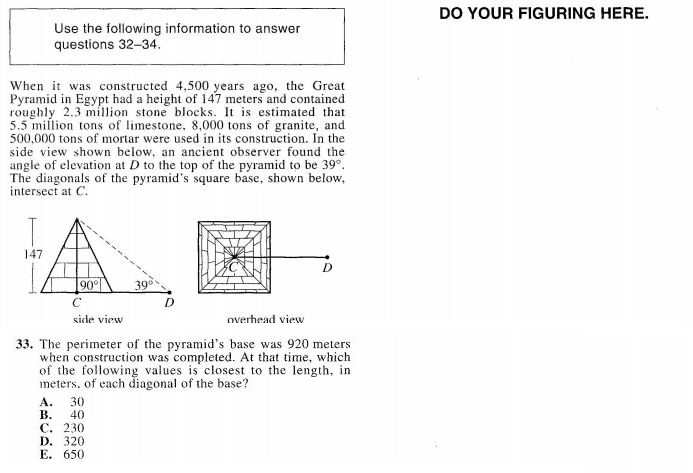 DO YOUR FIGURING HERE.
Use the following information to answer
questions 32–34.
When it was constructed 4,500 years ago, the Great
Pyramid in Egypt had a height of 147 meters and contained
roughly 2.3 million stone blocks. It is estimated that
5.5 million tons of limestone, 8,000 tons of granite, and
500,000 tons of mortar were used in its construction. In the
side view shown below, an ancient observer found the
angle of elevation at D to the top of the pyramid to be 39°.
The diagonals of the pyramid's square base, shown below,
intersect at C.
147
90°
39°
C
D
side view
C
D
overhead view
33. The perimeter of the pyramid's base was 920 meters
when construction was completed. At that time, which
of the following values is closest to the length, in
meters, of each diagonal of the base?
A. 30
B. 40
C. 230
D. 320
E. 650